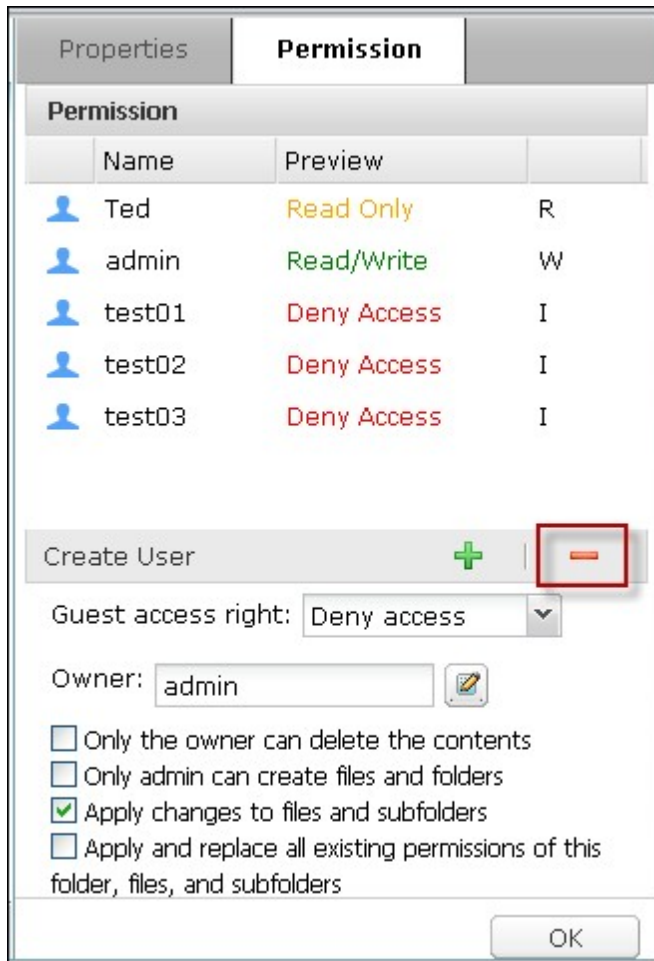 Properties Permission
Permission
Name Preview
Ted Read Only R
admin Read/Write W
test01 Deny Access I
test02 Deny Access I
test03 Deny Access I
Create User
Guest access right: Deny access
Owner: admin
Only the owner can delete the contents
Only admin can create files and folders
Apply changes to files and subfolders
Apply and replace all existing permissions of this
folder, files, and subfolders
OK